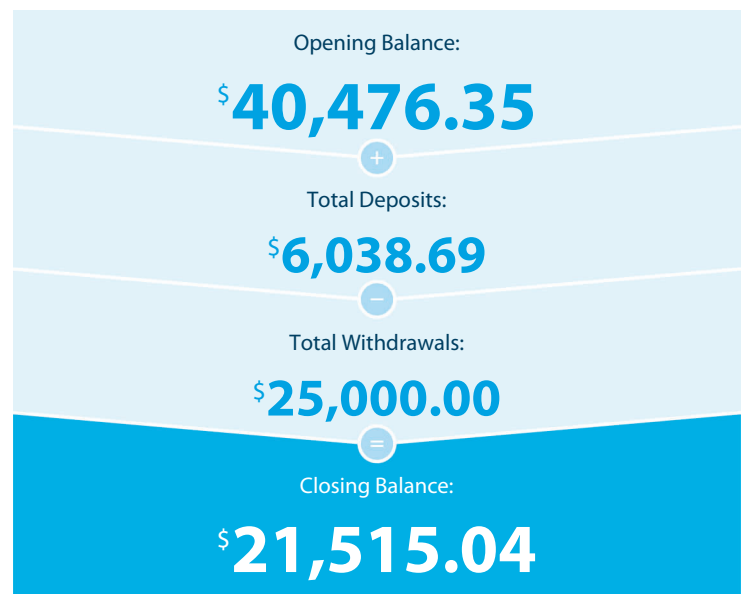 Opening Balance:
$40,476.35
+
Total Deposits:
$6,038.69
−
Total Withdrawals:
$25,000.00
=
Closing Balance:
$21,515.04